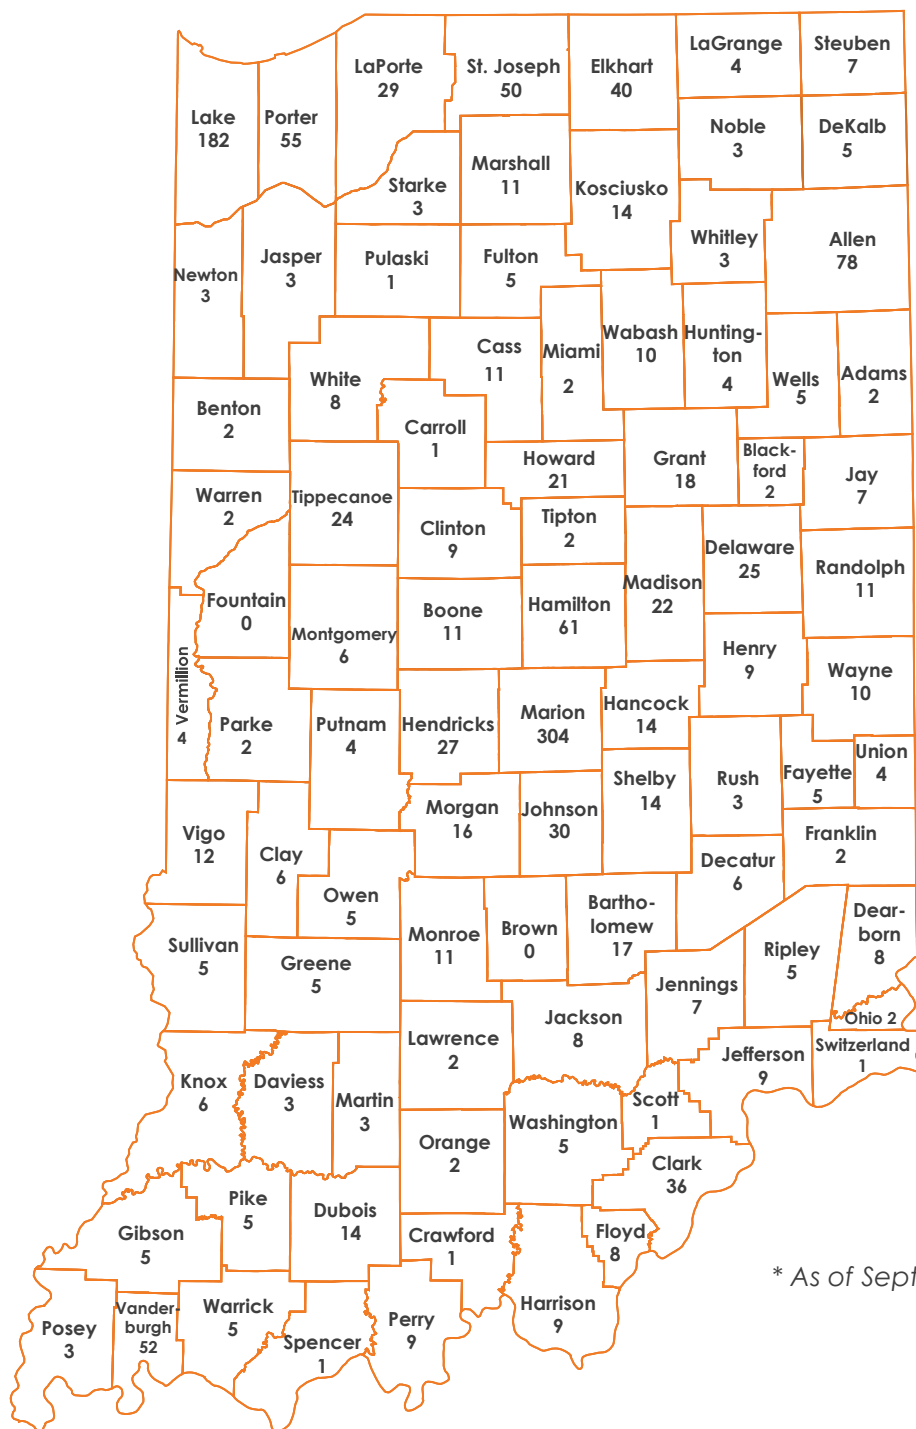 LaGrange
4
Steuben
7
LaPorte
29
St. Joseph
50
Elkhart
40
Lake
182
Porter
55
Noble
3
DeKalb
5
Starke
3
Marshall
11
Kosciusko
14
Whitley
3
Allen
78
Newton
3
Jasper
3
Pulaski
1
Fulton
5
Miami
2
Wabash
10
Hunting-
ton
4
Cass
11
White
8
Wells
5
Adams
2
Benton
2
Carroll
1
Howard
21
Grant
18
Black-
ford
2
Jay
7
Warren
2
Tippecanoe
24
Clinton
9
Tipton
2
Delaware
25
Madison
22
Randolph
11
Fountain
0
Montgomery
6
Boone
11
Hamilton
61
Henry
9
Wayne
10
Vermillion
4
Parke
2
Putnam
4
Hendricks
27
Marion
304
Hancock
14
Shelby
14
Rush
3
Fayette
5
Union
4
Vigo
12
Clay
6
Morgan
16
Johnson
30
Franklin
2
Decatur
6
Owen
5
Monroe
11
Brown
0
Bartho-
lomew
17
Dear-
born
8
Sullivan
5
Greene
5
Ripley
5
Jennings
7
Ohio 2
Switzerland
1
Jackson
8
Lawrence
2
Jefferson
9
Knox
6
Daviess
3
Martin
3
Scott
1
Washington
5
Orange
2
Clark
36
Pike
5
Dubois
14
Gibson
5
Crawford
1
Floyd
8
Harrison
9
* As of Sept
Posey
3
Vander-
burgh
52
Warrick
5
Spencer
1
Perry
9